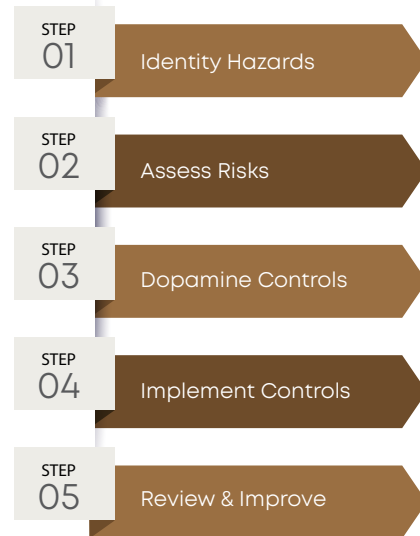 STEP
01
Identity Hazards
STEP
02
Assess Risks
STEP
03
Dopamine Controls
STEP
04
Implement Controls
STEP
05
Review & Improve